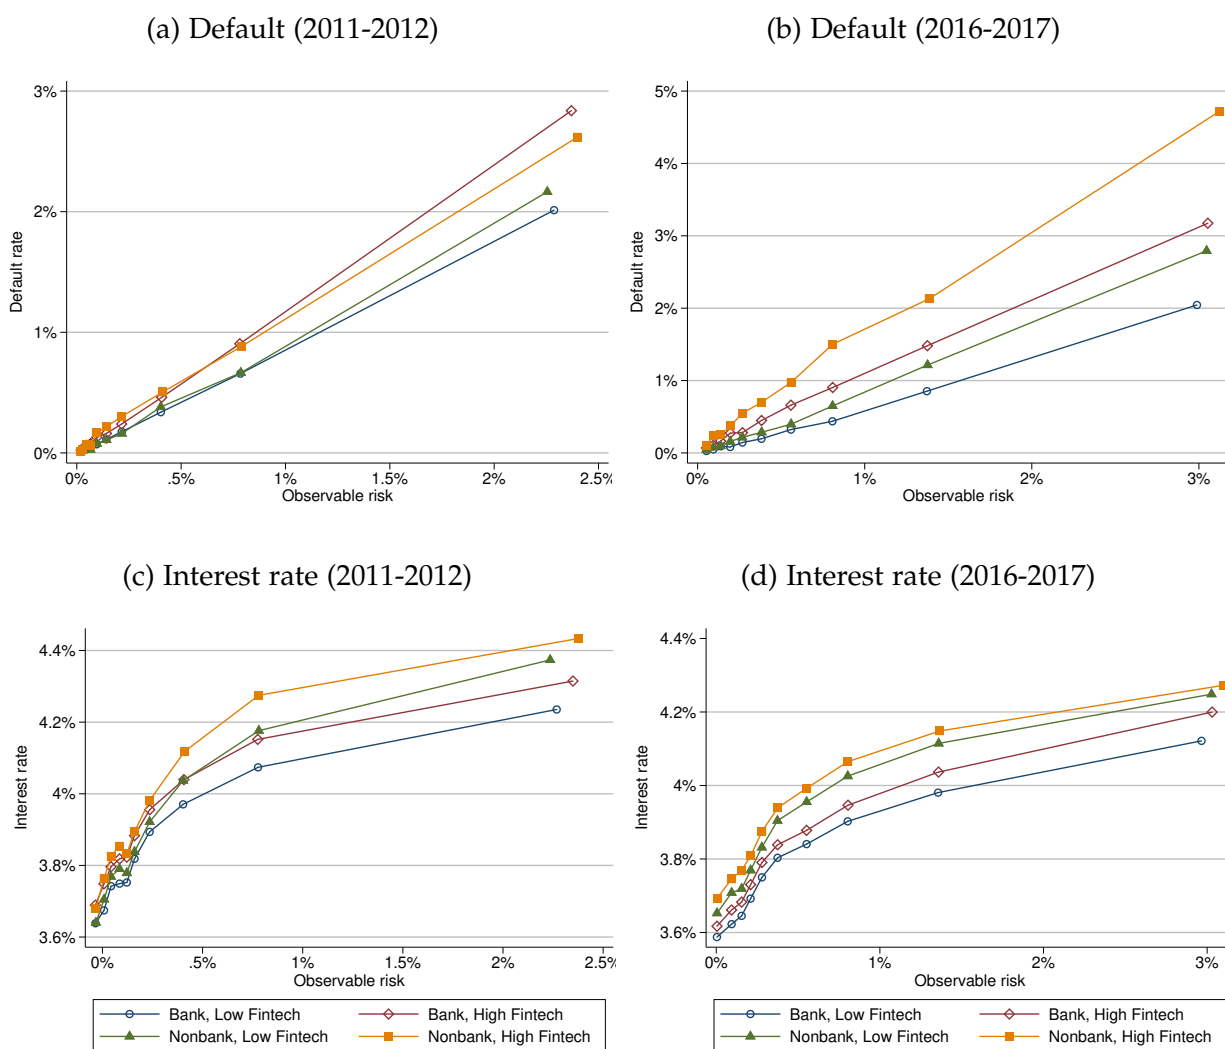 (a) Default (2011-2012)
3%
2%
1%
0%
Default rate
0%
.5%
1%
1.5%
2%
2.5%
Observable risk
(b) Default (2016-2017)
5%
4%
3%
2%
1%
0%
Default rate
0%
1%
2%
3%
Observable risk
(c) Interest rate (2011-2012)
4.4%
4.2%
4%
3.8%
3.6%
Interest rate
0%
.5%
1%
1.5%
2%
2.5%
Observable risk
Bank, Low Fintech
Bank, High Fintech
Nonbank, Low Fintech
Nonbank, High Fintech
(d) Interest rate (2016-2017)
4.4%
4.2%
4%
3.8%
3.6%
Interest rate
0%
1%
2%
3%
Observable risk
Bank, Low Fintech
Bank, High Fintech
Nonbank, Low Fintech
Nonbank, High Fintech